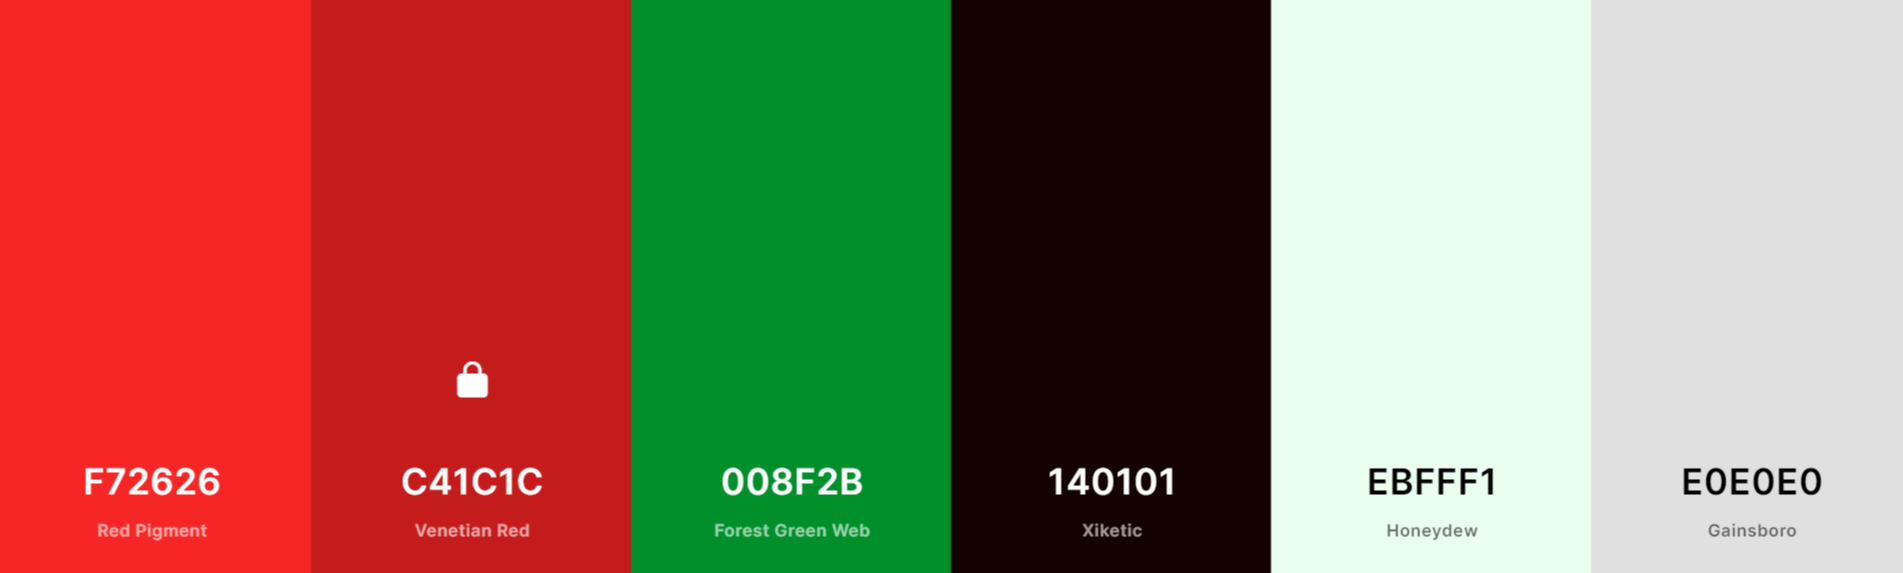 F72626
Red Pigment
C41C1C
Venetian Red
008F2B
Forest Green Web
140101
Xiketic
EBFFF1
Honeydew
E0E0E0
Gainsboro